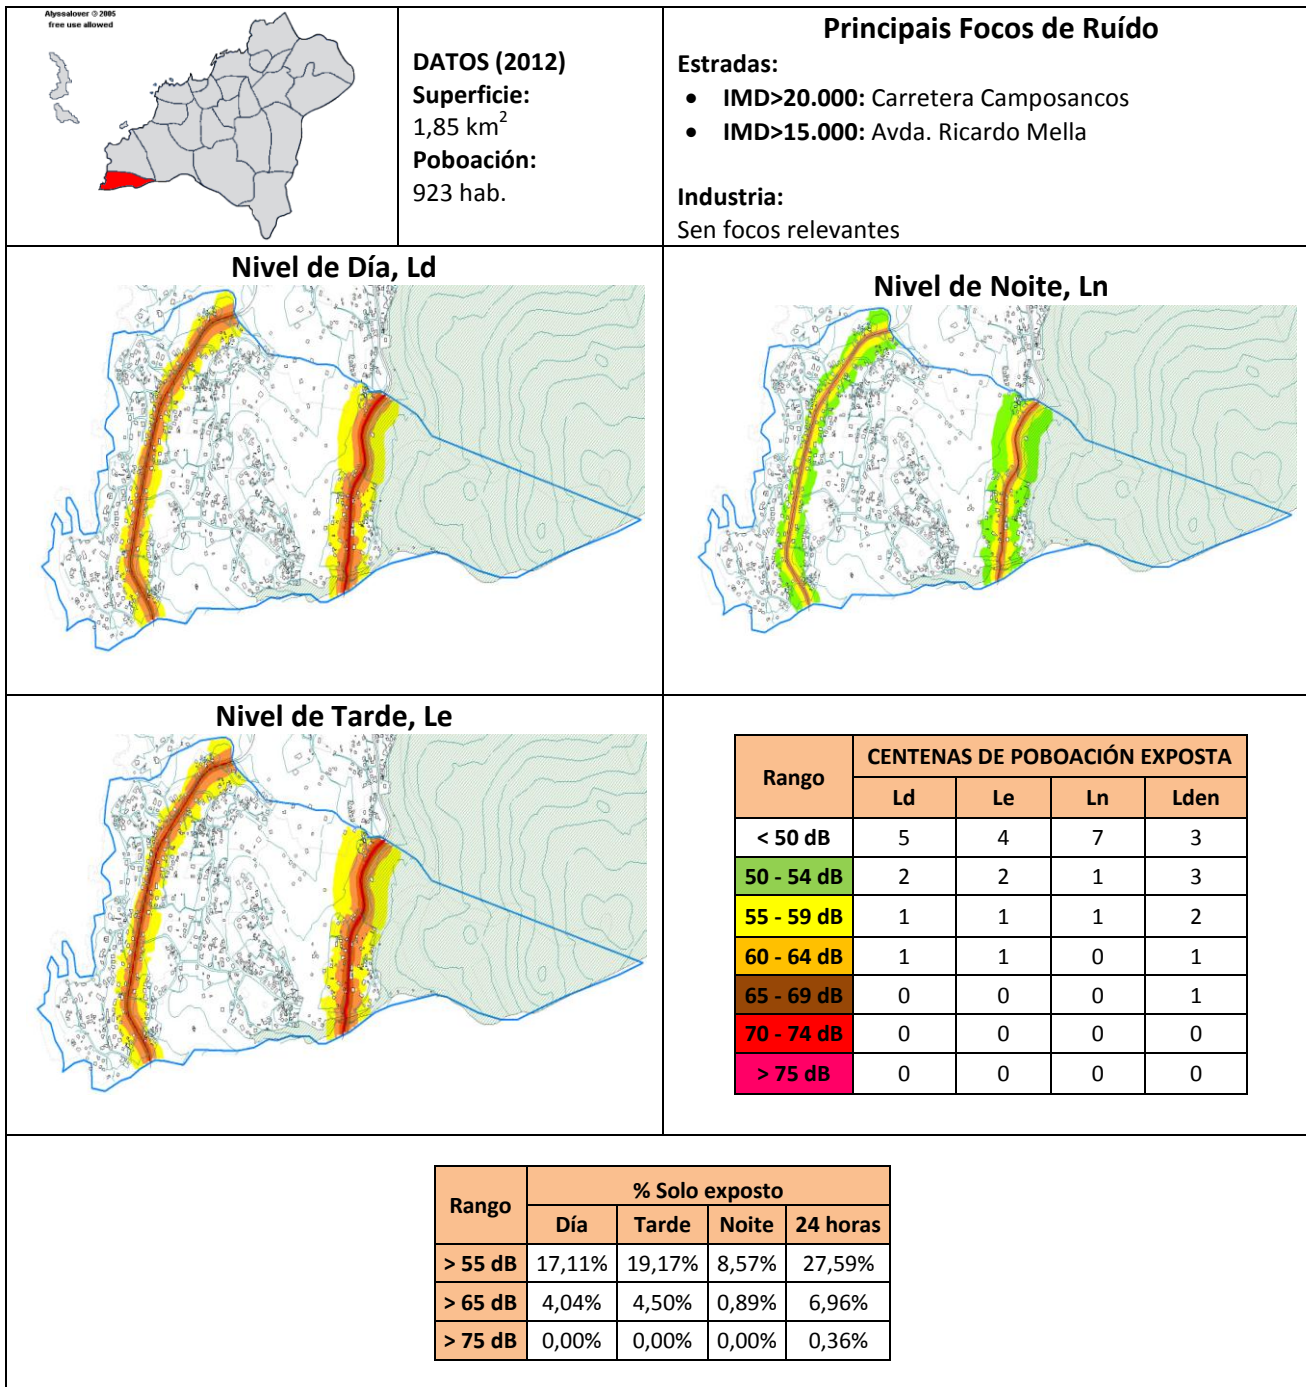 Alyssalover © 2005
free use allowed
DATOS (2012)
Superficie:
1,85 km²
Poboación:
923 hab.
Principais Focos de Ruído
Estradas:
• IMD>20.000: Carretera Camposancos
• IMD>15.000: Avda. Ricardo Mella
Industria:
Sen focos relevantes
Nivel de Día, Ld
Nivel de Noite, Ln
Nivel de Tarde, Le
Rango CENTENAS DE POBOACIÓN EXPOSTA
Ld Le Ln Lden
< 50 dB 5 4 7 3
50 - 54 dB 2 2 1 3
55 - 59 dB 1 1 1 2
60 - 64 dB 1 1 0 1
65 - 69 dB 0 0 0 1
70 - 74 dB 0 0 0 0
> 75 dB 0 0 0 0
Rango % Solo exposto
Día Tarde Noite 24 horas
> 55 dB 17,11% 19,17% 8,57% 27,59%
> 65 dB 4,04% 4,50% 0,89% 6,96%
> 75 dB 0,00% 0,00% 0,00% 0,36%